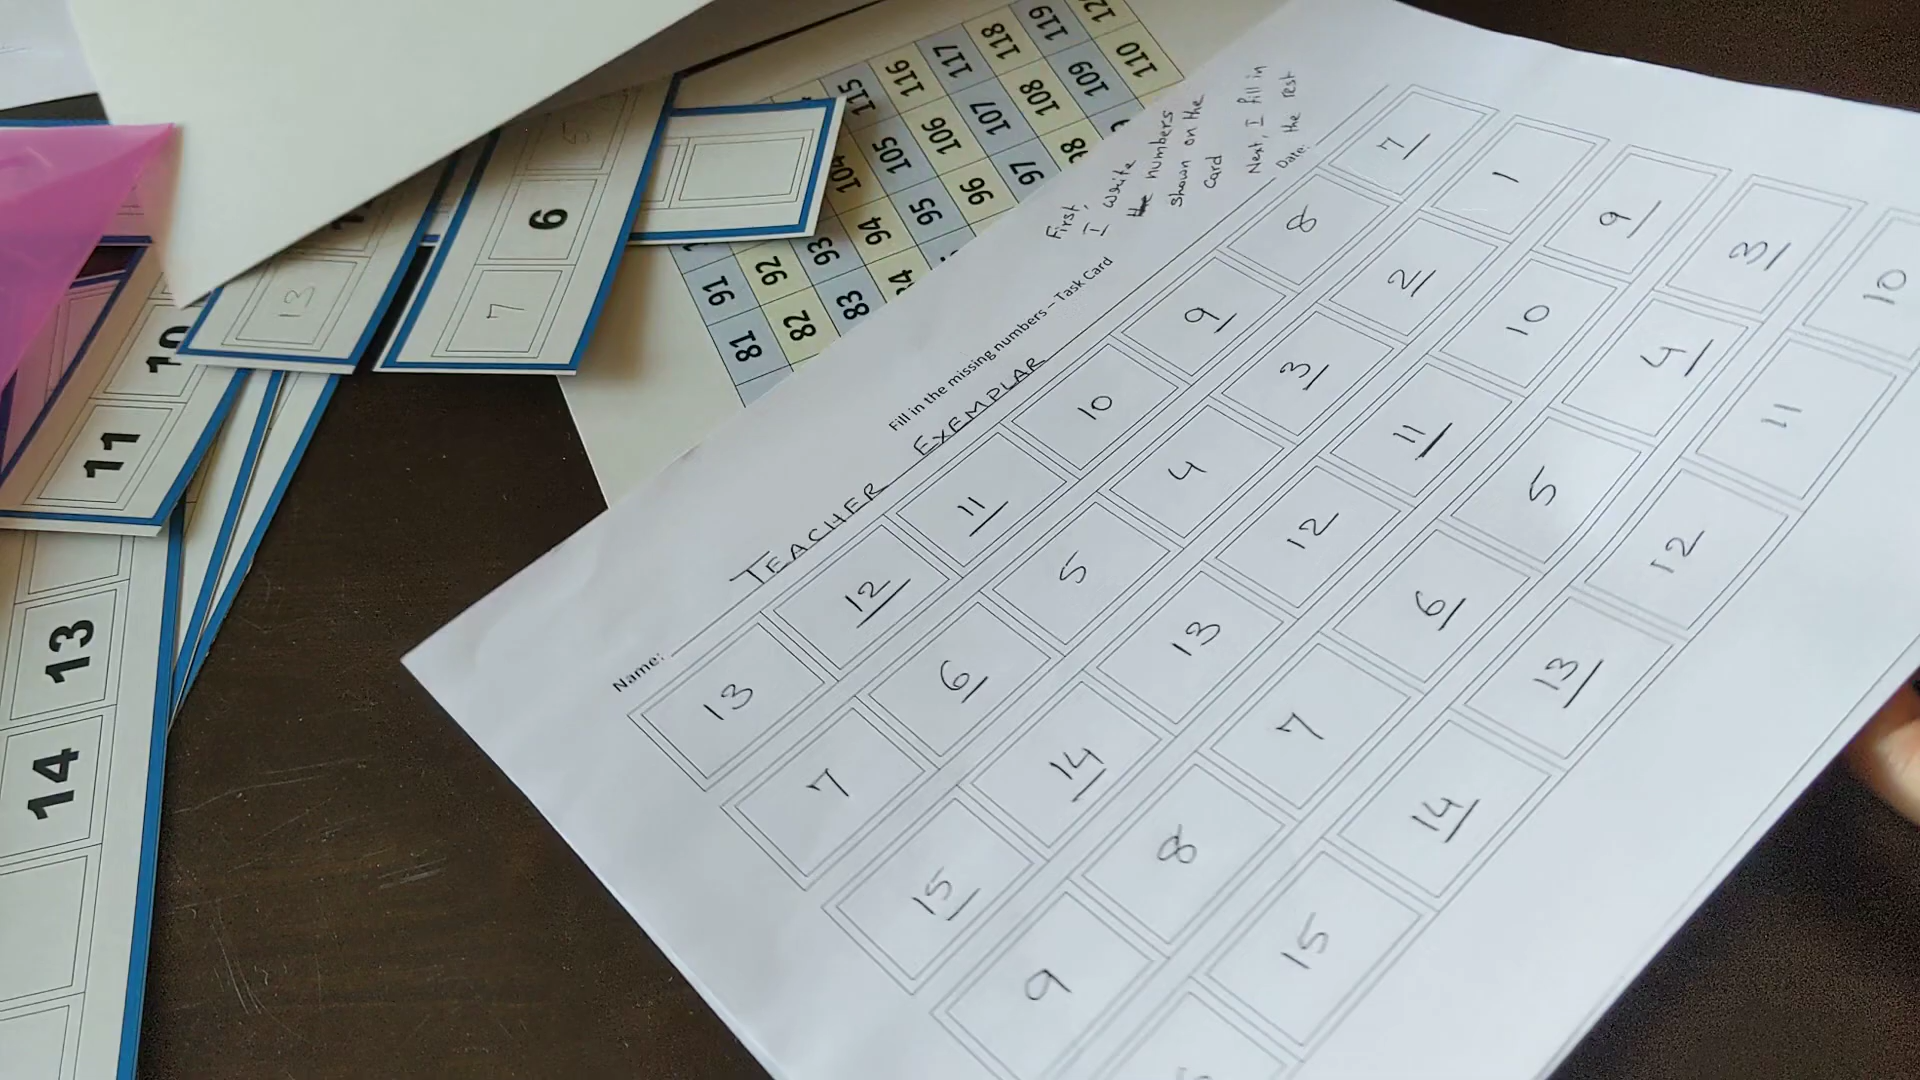 First,
I write
the numbers
shown on the
card
Next, I fill in
the rest
Fill in the missing numbers – Task Card
Name: TEACHER EXEMPLAR Date:
13 12 11 10 9 8 7
7 6 5 4 3 2 1
15 14 13 12 11 10 9
9 8 7 6 5 4 3
15 14 13 12 11 10
81 82 83
91 92 93 94 95 96 97 98
104 105 106 107 108 109 110
115 116 117 118 119
5 6 7
13
10 11
13 14